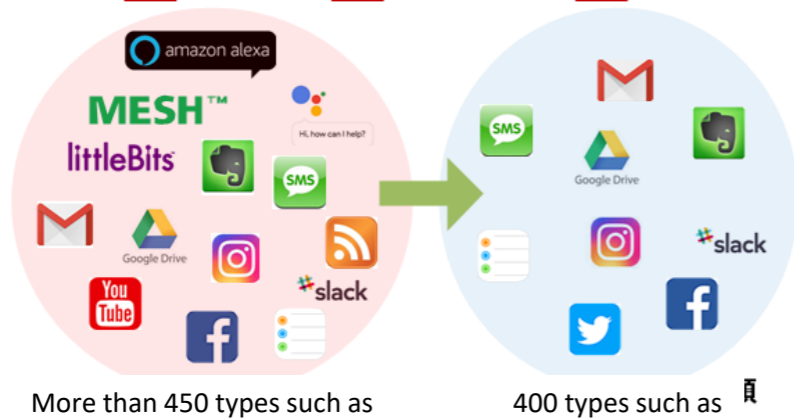 amazon alexa
MESH™
Hi, how can I help?
littleBits
SMS
Google Drive
You
Tube
slack
More than 450 types such as
SMS
Google Drive
slack
400 types such as
頁